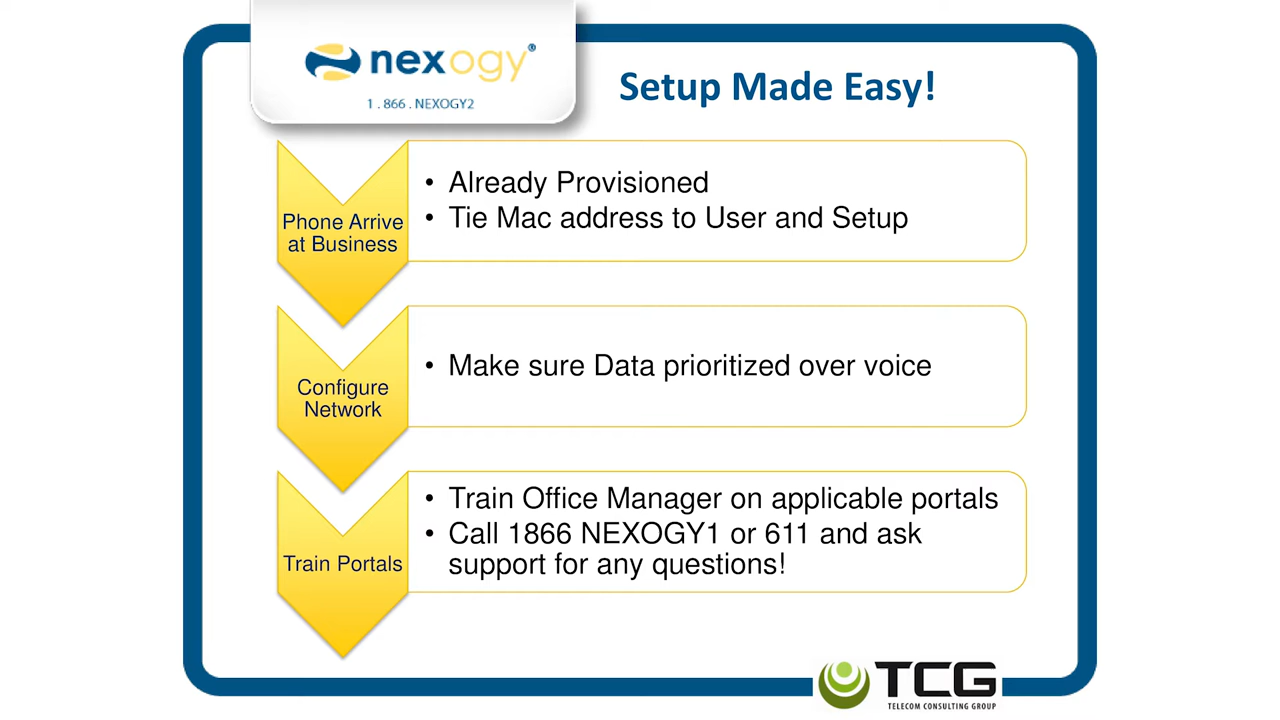 nexogy®
1 . 866 . NEXOGY2
Setup Made Easy!
Phone Arrive
at Business
• Already Provisioned
• Tie Mac address to User and Setup
Configure
Network
• Make sure Data prioritized over voice
Train Portals
• Train Office Manager on applicable portals
• Call 1866 NEXOGY1 or 611 and ask
support for any questions!
TCG
TELECOM CONSULTING GROUP